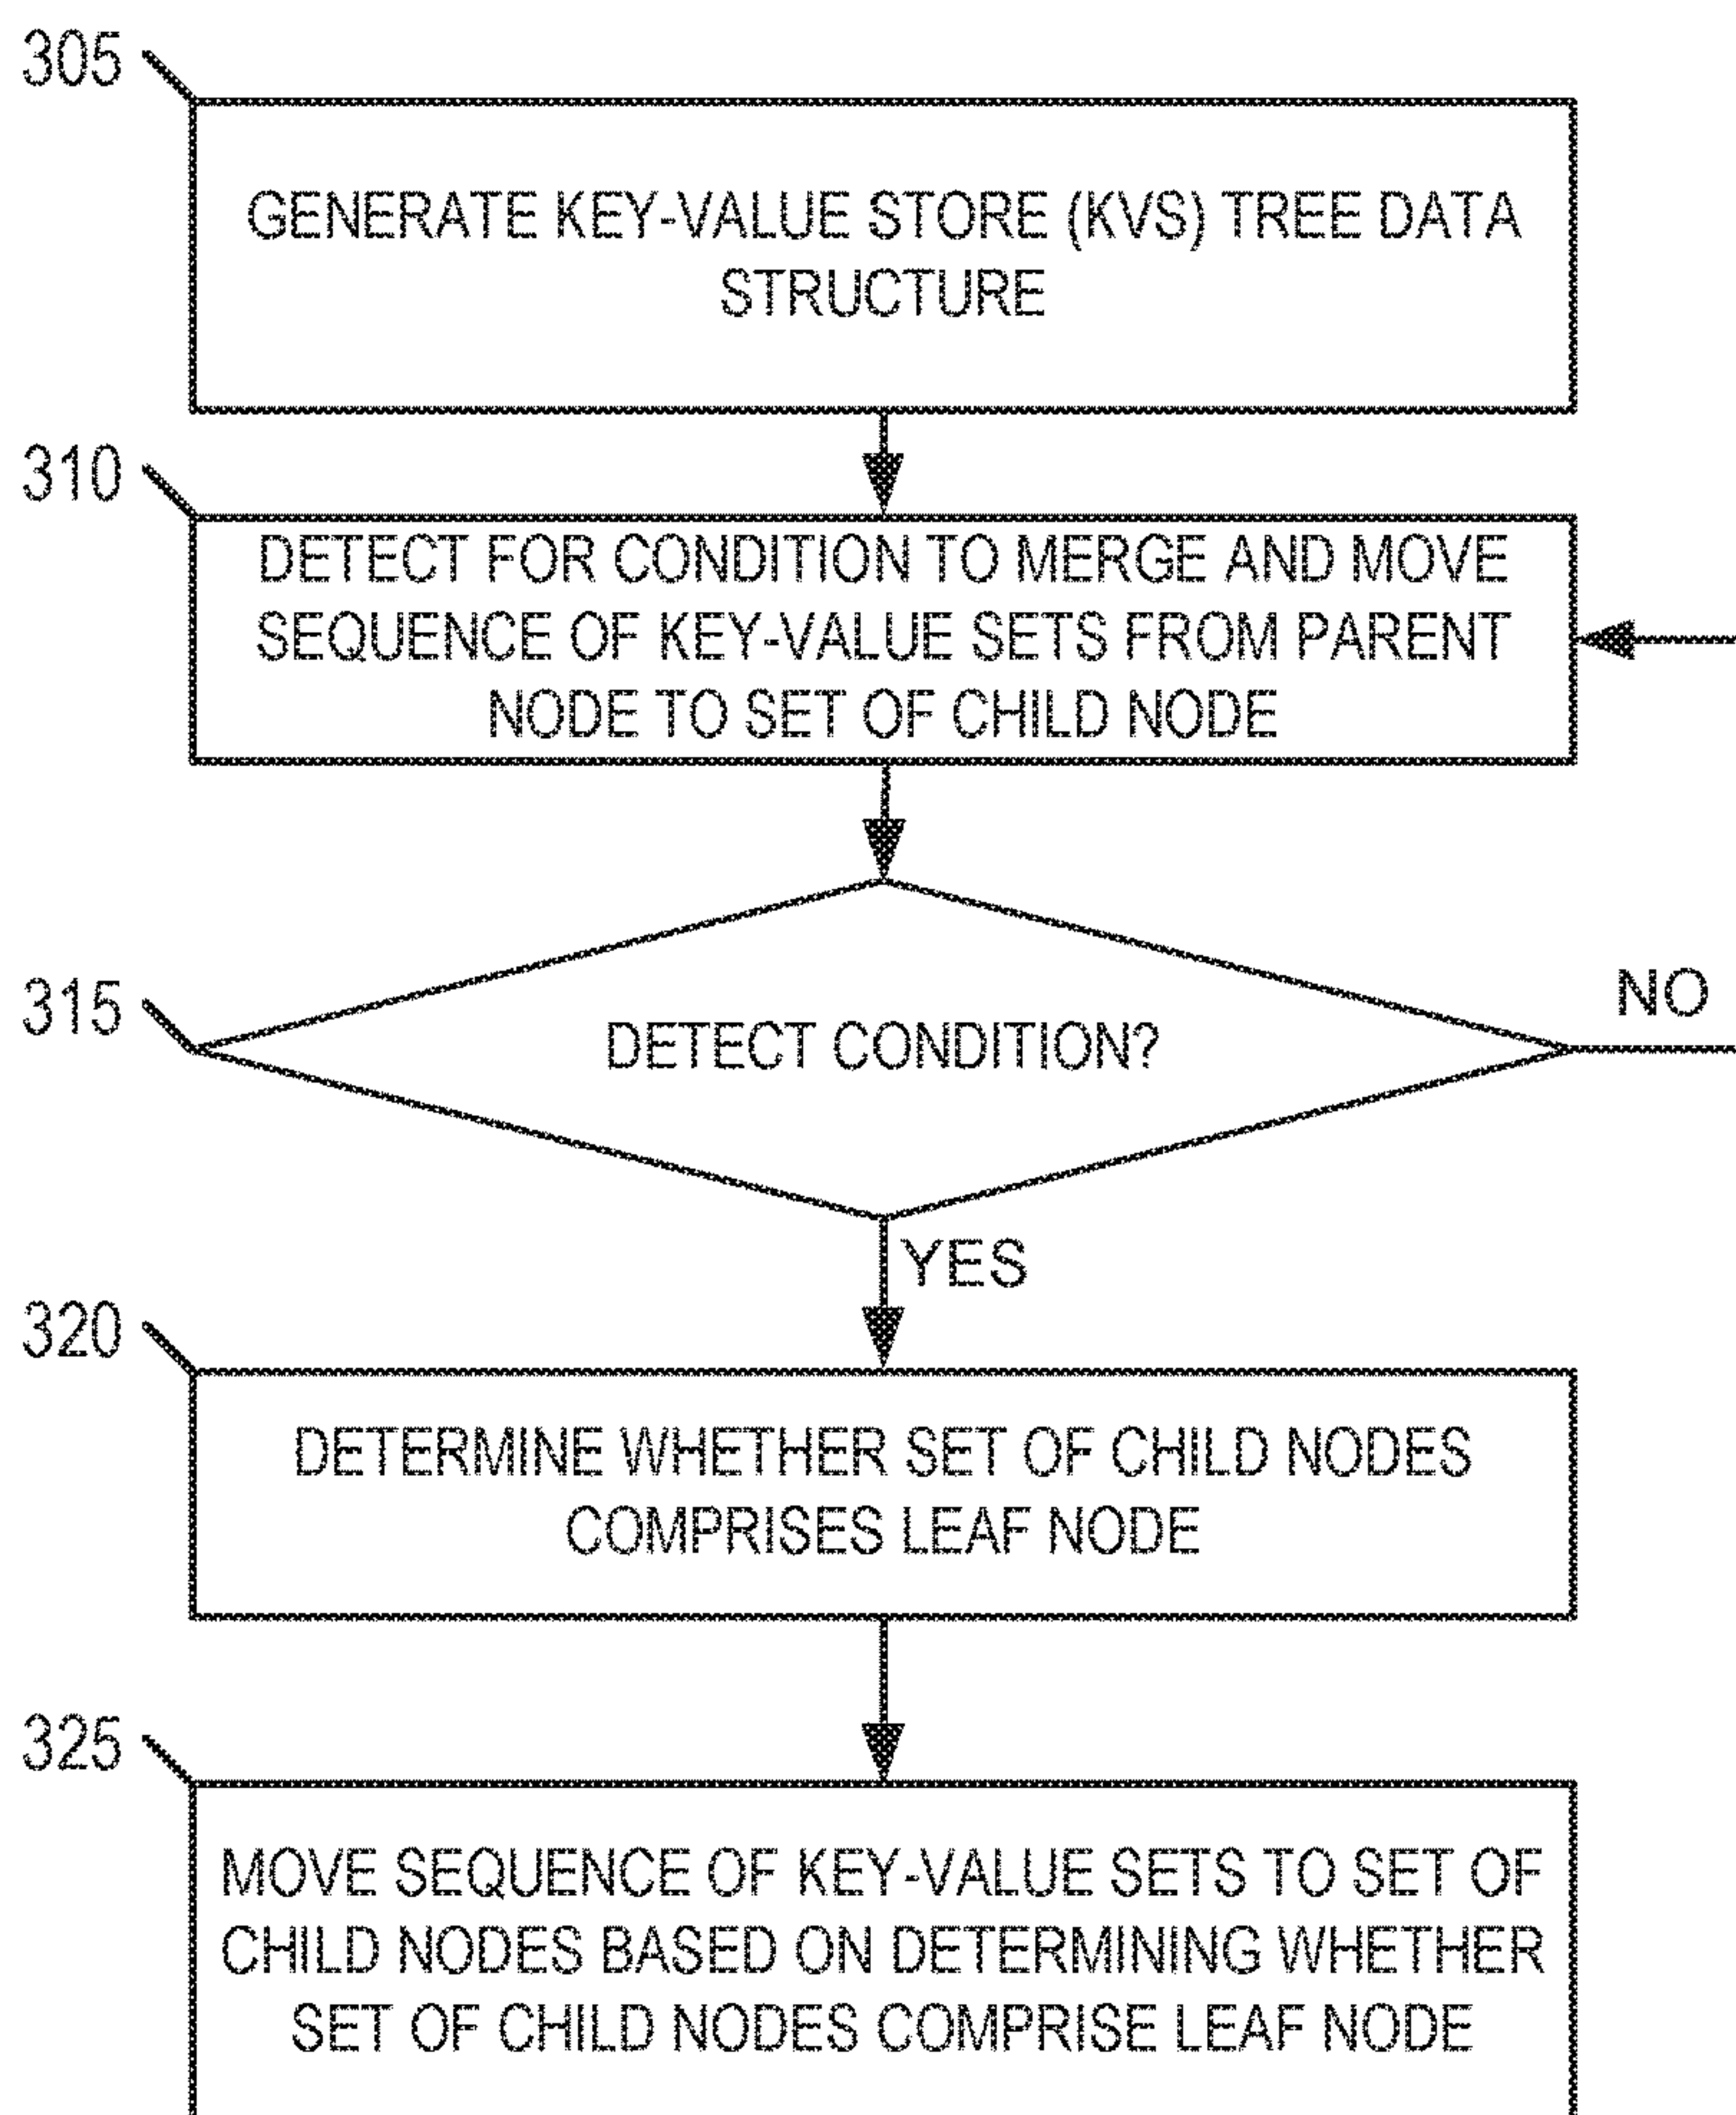 305
GENERATE KEY-VALUE STORE (KVS) TREE DATA
STRUCTURE
310
DETECT FOR CONDITION TO MERGE AND MOVE
SEQUENCE OF KEY-VALUE SETS FROM PARENT
NODE TO SET OF CHILD NODE
315
DETECT CONDITION?
NO
YES
320
DETERMINE WHETHER SET OF CHILD NODES
COMPRISES LEAF NODE
325
MOVE SEQUENCE OF KEY-VALUE SETS TO SET OF
CHILD NODES BASED ON DETERMINING WHETHER
SET OF CHILD NODES COMPRISE LEAF NODE